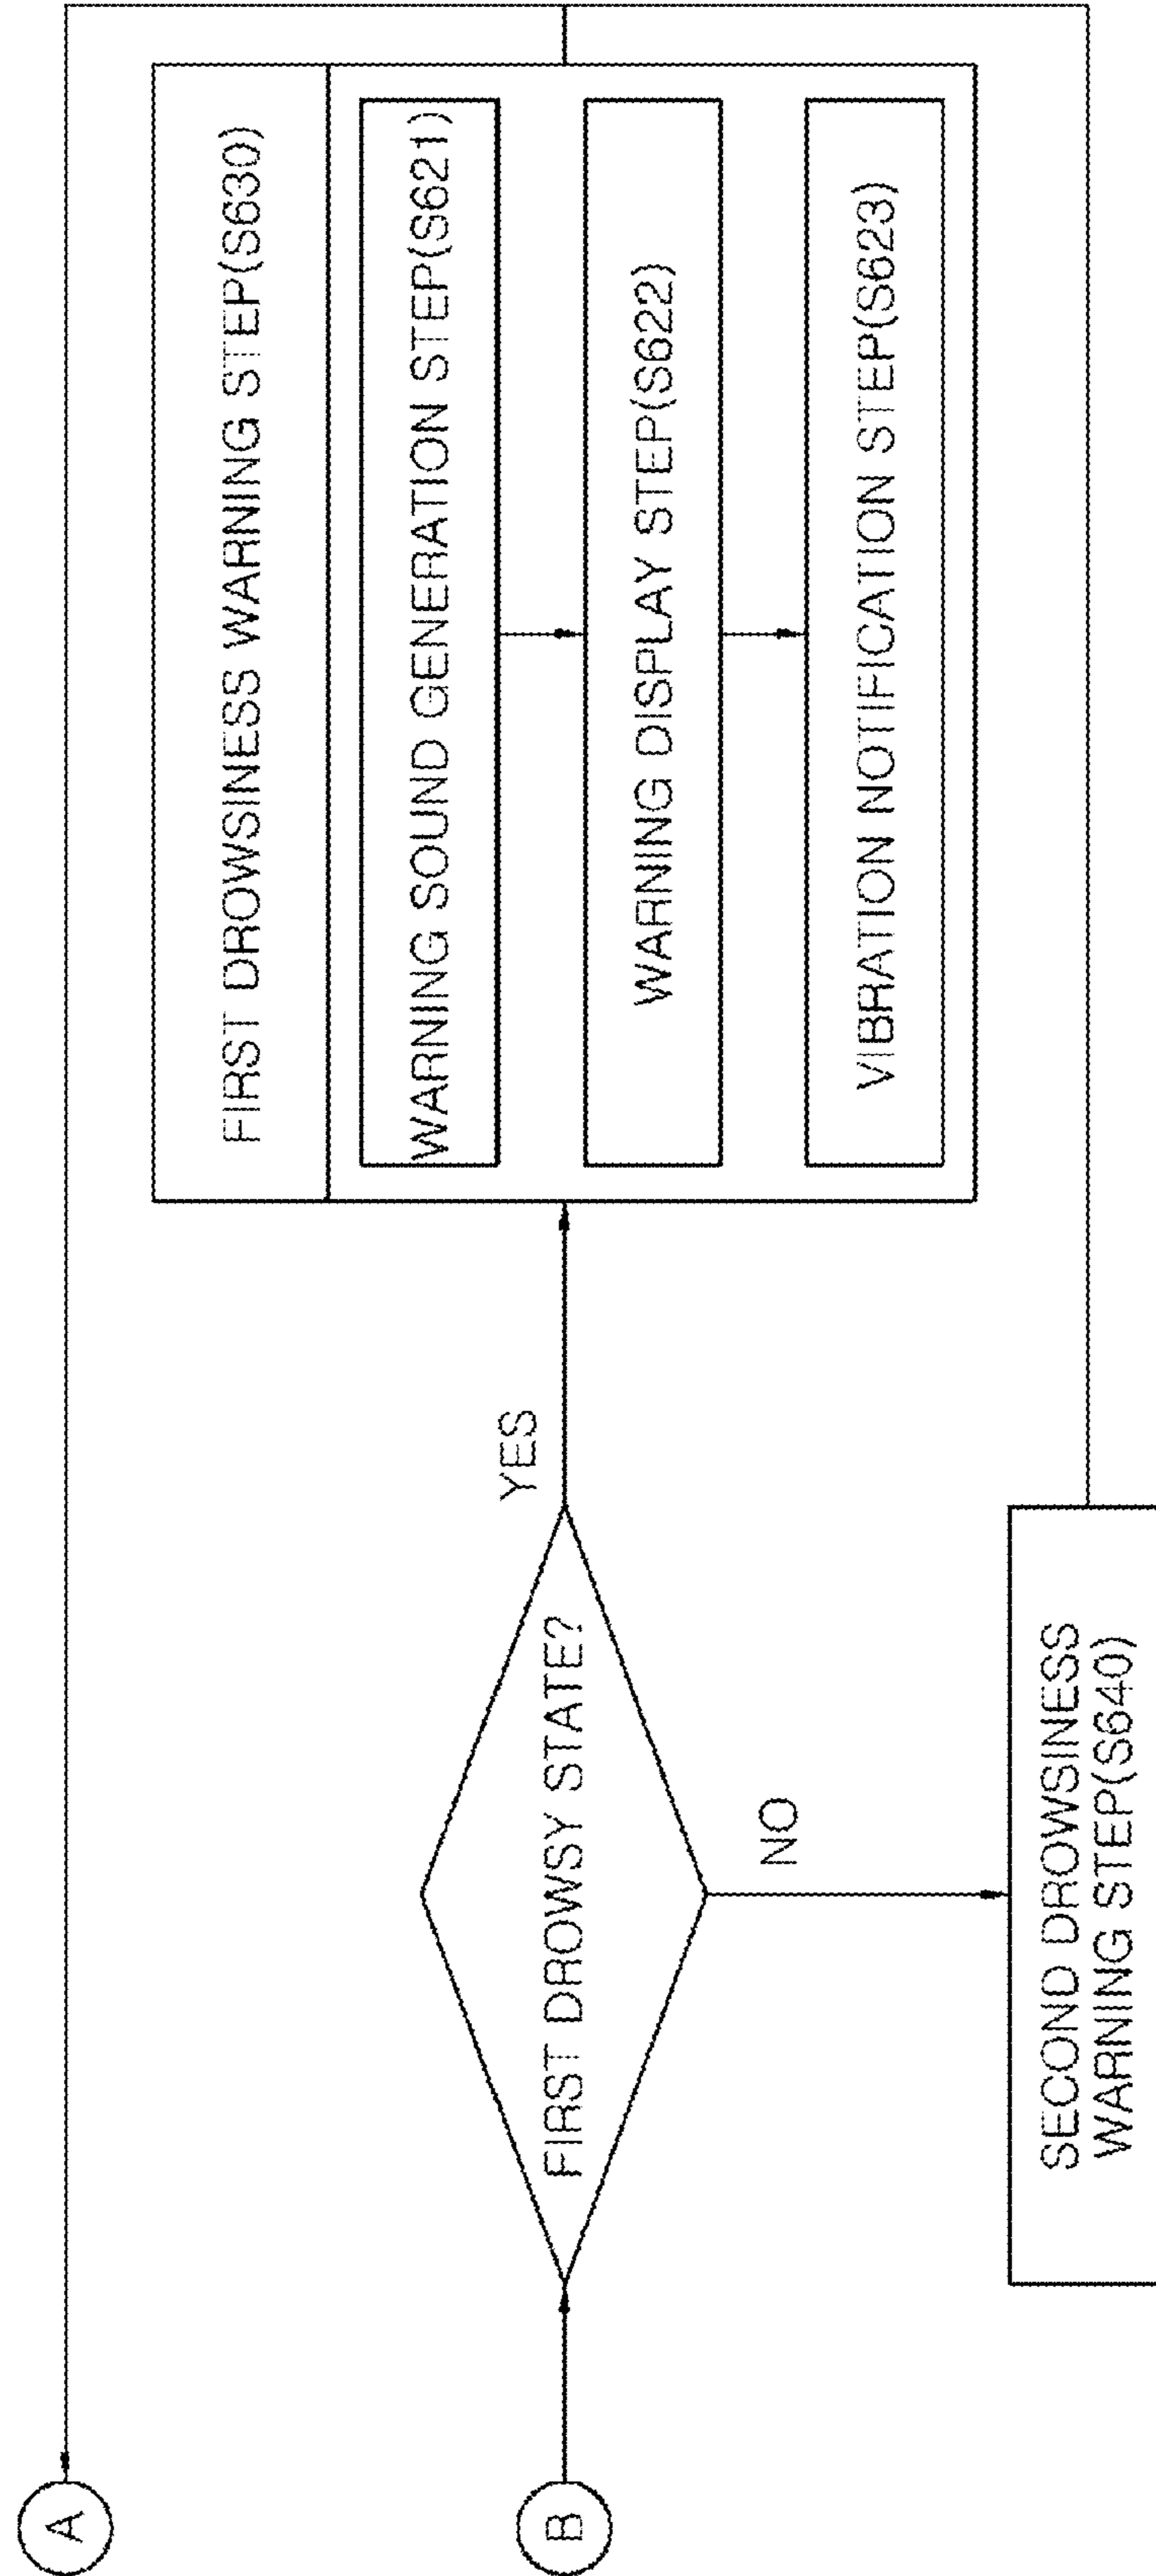 A
FIRST DROWSINESS WARNING STEP(S630)
WARNING SOUND GENERATION STEP(S621)
WARNING DISPLAY STEP(S622)
VIBRATION NOTIFICATION STEP(S623)
B
FIRST DROWSY STATE?
YES
NO
SECOND DROWSINESS
WARNING STEP(S640)